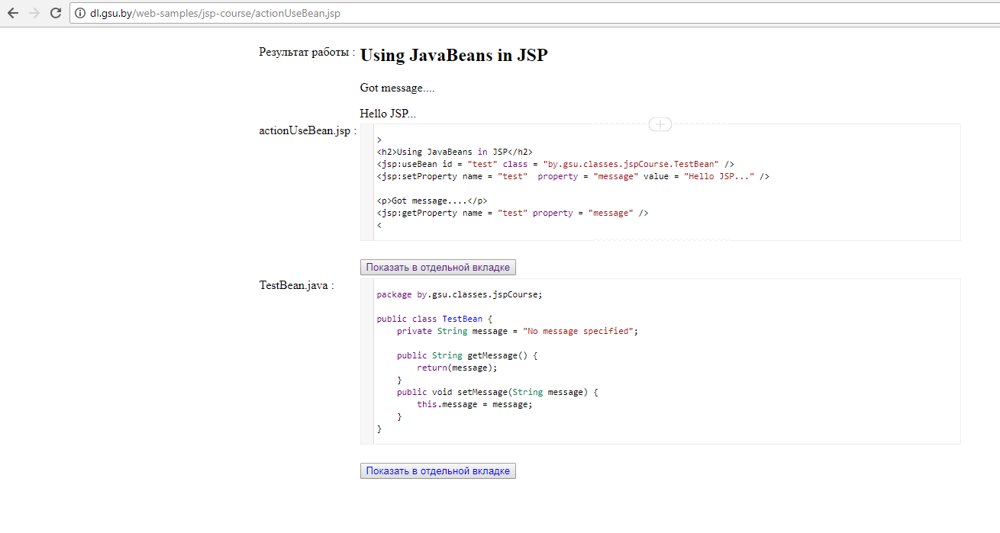 dl.gsu.by/web-samples/jsp-course/actionUseBean.jsp
Результат работы :
Using JavaBeans in JSP
Got message....
Hello JSP...
actionUseBean.jsp :
>
<h2>Using JavaBeans in JSP</h2>
<jsp:useBean id = "test" class = "by.gsu.classes.jspCourse.TestBean" />
<jsp:setProperty name = "test"  property = "message" value = "Hello JSP..." />
<p>Got message....</p>
<jsp:getProperty name = "test" property = "message" />
<
Показать в отдельной вкладке
TestBean.java :
package by.gsu.classes.jspCourse;
public class TestBean {
    private String message = "No message specified";
    public String getMessage() {
        return(message);
    }
    public void setMessage(String message) {
        this.message = message;
    }
}
Показать в отдельной вкладке